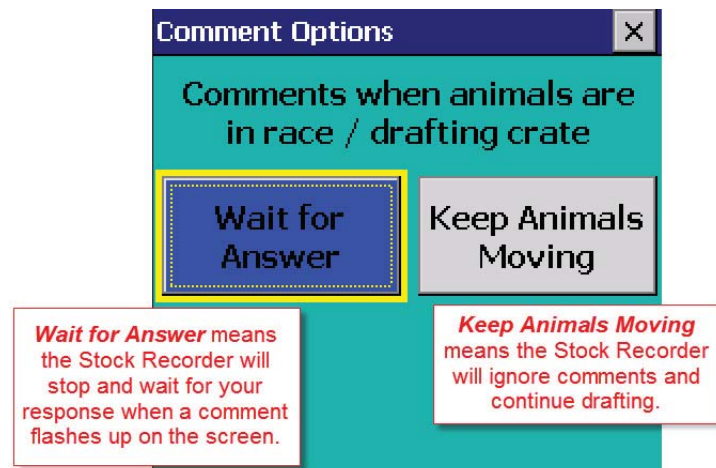 Comment Options
Comments when animals are
in race / drafting crate
Wait for
Answer
Keep Animals
Moving
Wait for Answer means
the Stock Recorder will
stop and wait for your
response when a comment
flashes up on the screen.
Keep Animals Moving
means the Stock Recorder
will ignore comments and
continue drafting.